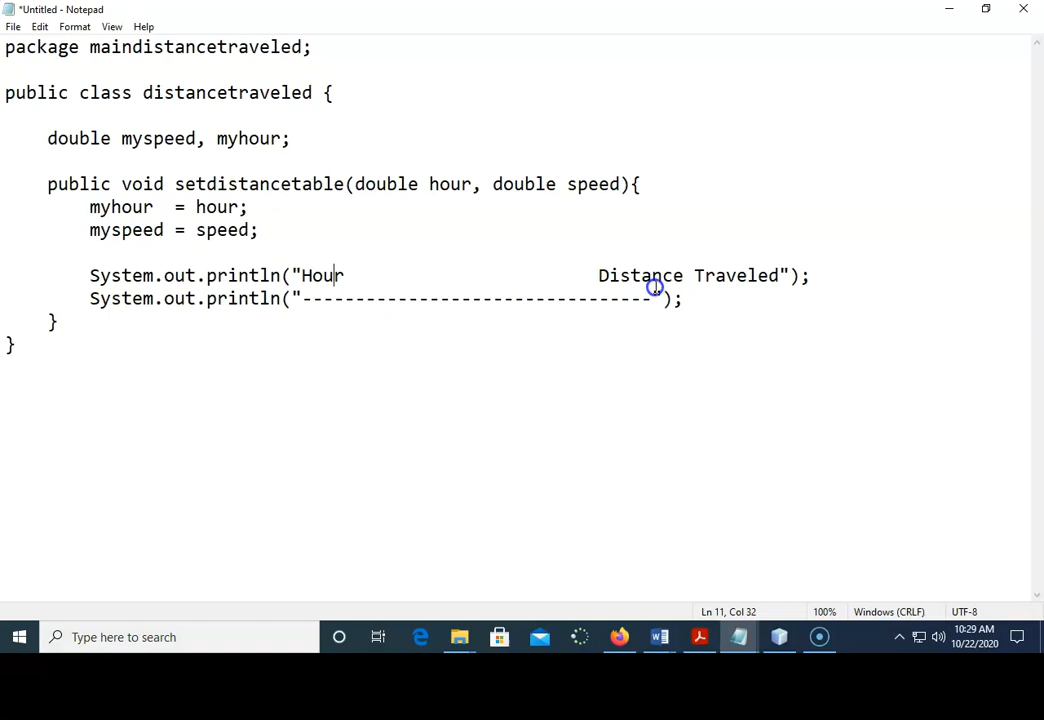 *Untitled - Notepad
File Edit Format View Help
package maindistancetraveled;
public class distancetraveled {
double myspeed, myhour;
public void setdistancetable(double hour, double speed){
myhour  = hour;
myspeed = speed;
System.out.println("Hour                        Distance Traveled");
System.out.println("---------------------------------");
}
}
Ln 11, Col 32 100% Windows (CRLF) UTF-8
Type here to search
10:29 AM
10/22/2020